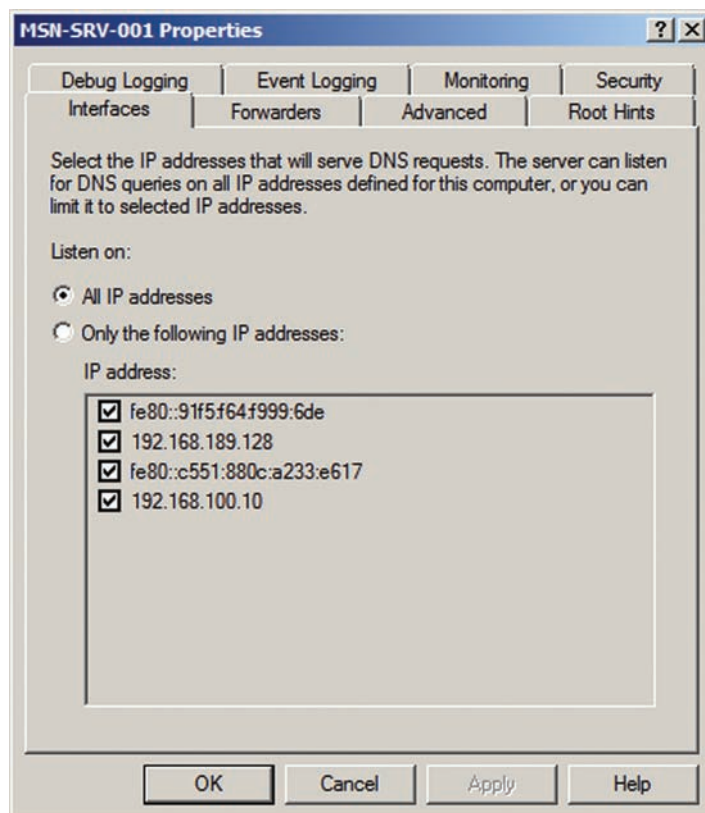 MSN-SRV-001 Properties
Debug Logging
Event Logging
Monitoring
Security
Interfaces
Forwarders
Advanced
Root Hints
Select the IP addresses that will serve DNS requests. The server can listen
for DNS queries on all IP addresses defined for this computer, or you can
limit it to selected IP addresses.
Listen on:
All IP addresses
Only the following IP addresses:
IP address:
fe80::91f5:f64:f999:6de
192.168.189.128
fe80::c551:880c:a233:e617
192.168.100.10
OK
Cancel
Apply
Help